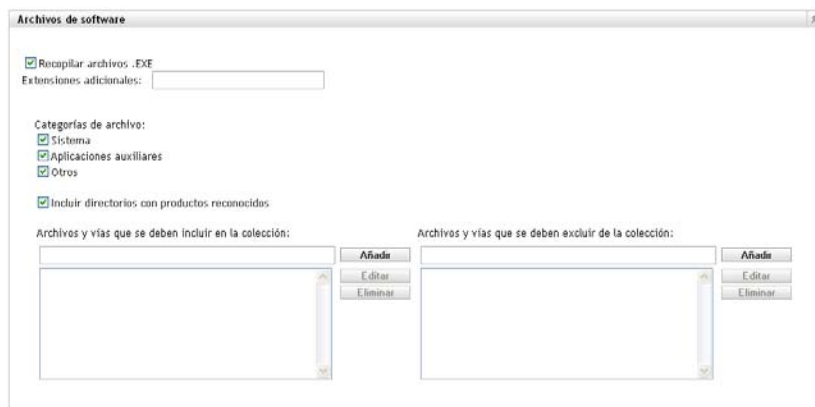 Archivos de software
Recopilar archivos .EXE
Extensiones adicionales:
Categorías de archivo:
Sistema
Aplicaciones auxiliares
Otros
Incluir directorios con productos reconocidos
Archivos y vías que se deben incluir en la colección:
Añadir
Editar
Eliminar
Archivos y vías que se deben excluir de la colección:
Añadir
Editar
Eliminar